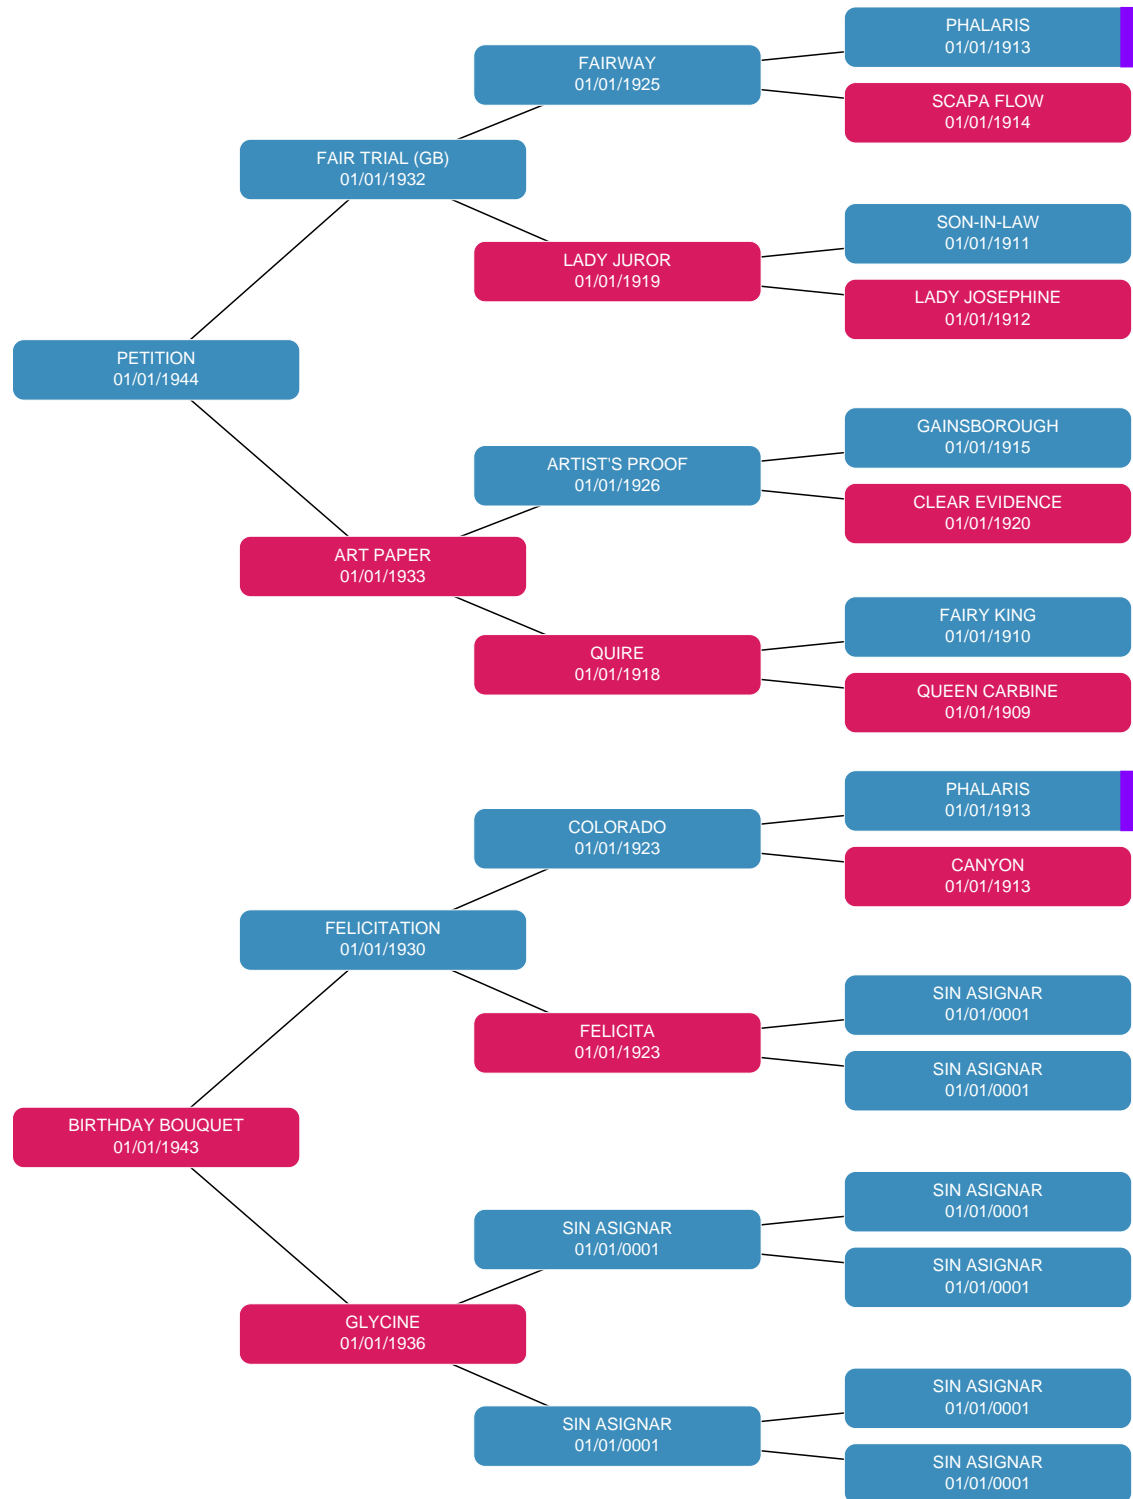 PHALARIS
01/01/1913
FAIRWAY
01/01/1925
SCAPA FLOW
01/01/1914
FAIR TRIAL (GB)
01/01/1932
SON-IN-LAW
01/01/1911
LADY JUROR
01/01/1919
LADY JOSEPHINE
01/01/1912
PETITION
01/01/1944
GAINSBOROUGH
01/01/1915
ARTIST'S PROOF
01/01/1926
CLEAR EVIDENCE
01/01/1920
ART PAPER
01/01/1933
FAIRY KING
01/01/1910
QUIRE
01/01/1918
QUEEN CARBINE
01/01/1909
PHALARIS
01/01/1913
COLORADO
01/01/1923
CANYON
01/01/1913
FELICITATION
01/01/1930
SIN ASIGNAR
01/01/0001
FELICITA
01/01/1923
SIN ASIGNAR
01/01/0001
BIRTHDAY BOUQUET
01/01/1943
SIN ASIGNAR
01/01/0001
SIN ASIGNAR
01/01/0001
SIN ASIGNAR
01/01/0001
GLYCINE
01/01/1936
SIN ASIGNAR
01/01/0001
SIN ASIGNAR
01/01/0001
SIN ASIGNAR
01/01/0001